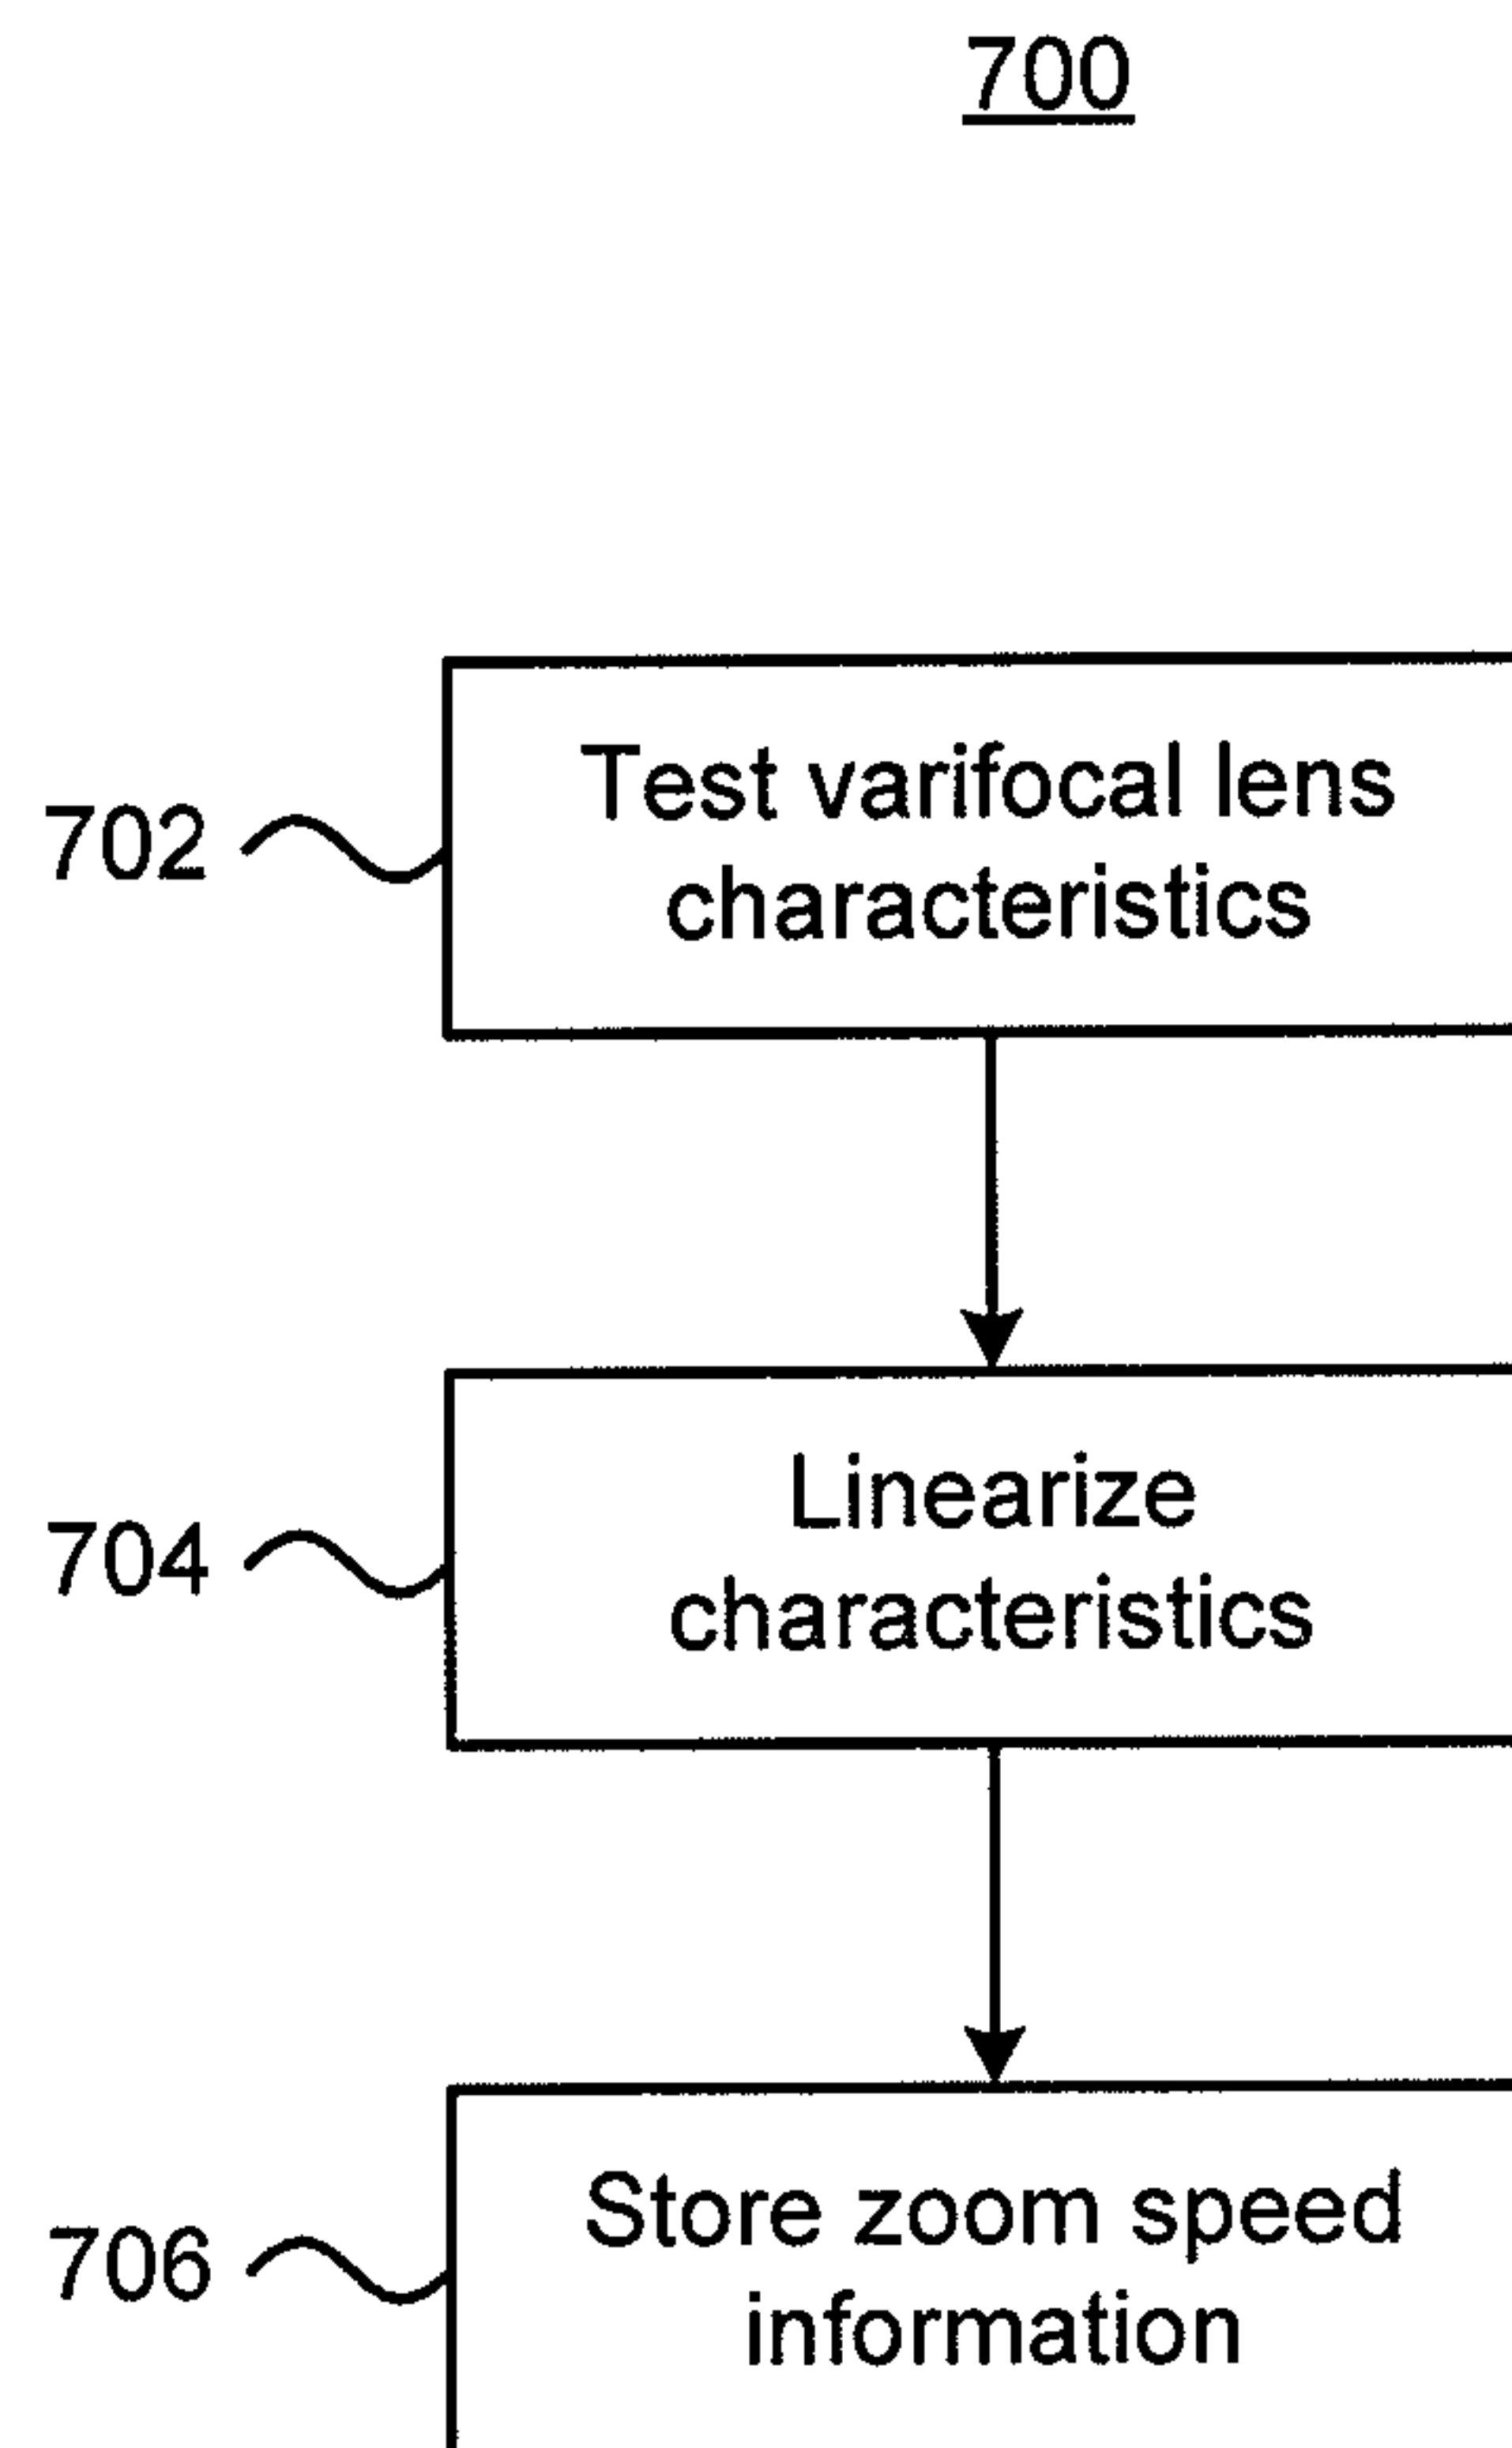 700
702
Test varifocal lens
characteristics
704
Linearize
characteristics
706
Store zoom speed
information